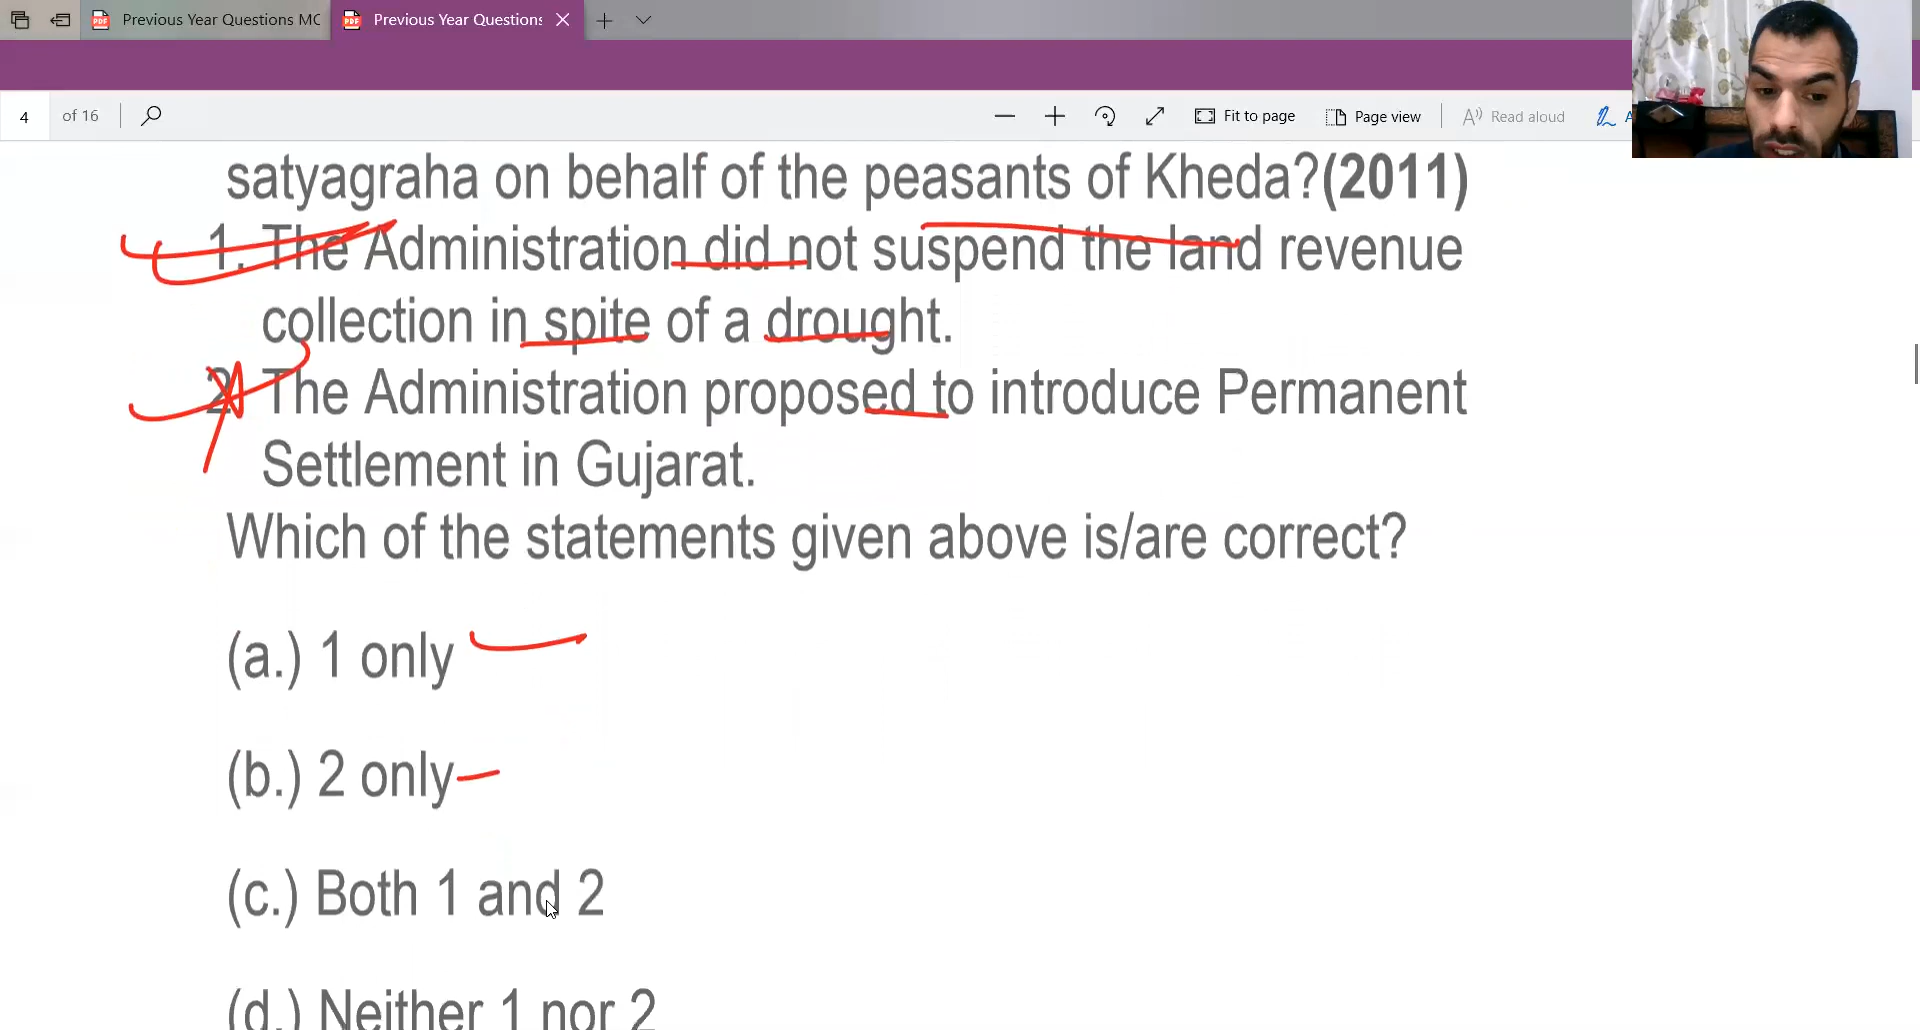 Previous Year Questions MC
Previous Year Questions
4 of 16
Fit to page
Page view
Read aloud
satyagraha on behalf of the peasants of Kheda?(2011)
1. The Administration did not suspend the land revenue
collection in spite of a drought.
2. The Administration proposed to introduce Permanent
Settlement in Gujarat.
Which of the statements given above is/are correct?
(a.) 1 only
(b.) 2 only
(c.) Both 1 and 2
(d.) Neither 1 nor 2